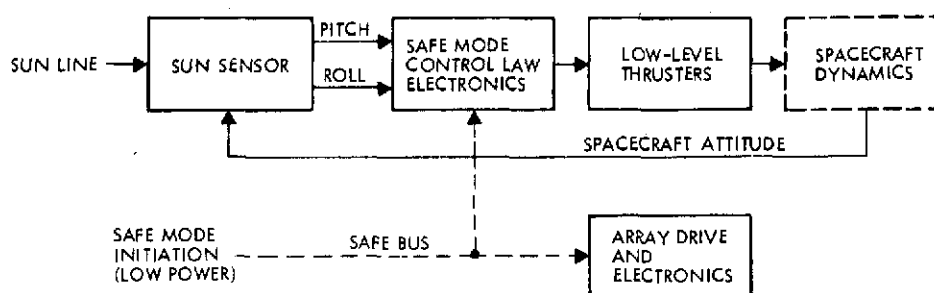 PITCH
SUN LINE
SUN SENSOR
ROLL
SAFE MODE
CONTROL LAW
ELECTRONICS
LOW-LEVEL
THRUSTERS
SPACECRAFT
DYNAMICS
SPACECRAFT ATTITUDE
SAFE MODE
INITIATION
(LOW POWER)
SAFE BUS
ARRAY DRIVE
AND
ELECTRONICS